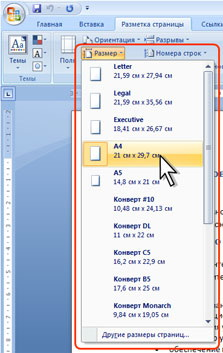 Главная Вставка Разметка страницы Ссылки
Аа Ориентация Разрывы
Размер Номера строк
Темы
Темы
Letter
21,59 см x 27,94 см
Legal
21,59 см x 35,56 см
Executive
18,41 см x 26,67 см
A4
21 см x 29,7 см
A5
14,8 см x 21 см
Конверт #10
10,48 см x 24,13 см
Конверт DL
11 см x 22 см
Конверт C5
16,2 см x 22,9 см
Конверт B5
17,6 см x 25 см
Конверт Monarch
9,84 см x 19,05 см
Другие размеры страниц...